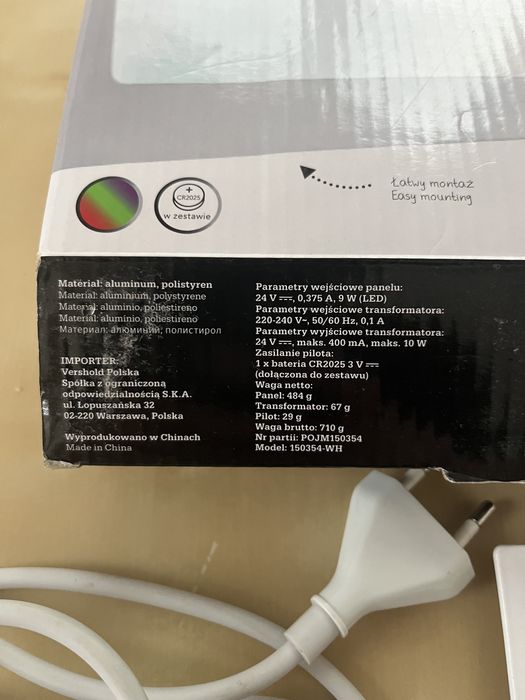 Łatwy montaż
Easy mounting
+
CR2025
w zestawie
Materiał: aluminum, polistyren
Material: aluminium, polystyrene
Material: aluminio, poliestireno
Material: alumínio, poliestireno
Материал: алюминий, полистирол
IMPORTER:
Vershold Polska
Spółka z ograniczoną
odpowiedzialnością S.K.A.
ul. Łopuszańska 32
02-220 Warszawa, Polska
Wyprodukowano w Chinach
Made in China
Parametry wejściowe panelu:
24 V ⎓, 0,375 A, 9 W (LED)
Parametry wejściowe transformatora:
220-240 V~, 50/60 Hz, 0,1 A
Parametry wyjściowe transformatora:
24 V ⎓, maks. 400 mA, maks. 10 W
Zasilanie pilota:
1 x bateria CR2025 3 V ⎓
(dołączona do zestawu)
Waga netto:
Panel: 484 g
Transformator: 67 g
Pilot: 29 g
Waga brutto: 710 g
Nr partii: POJM150354
Model: 150354-WH